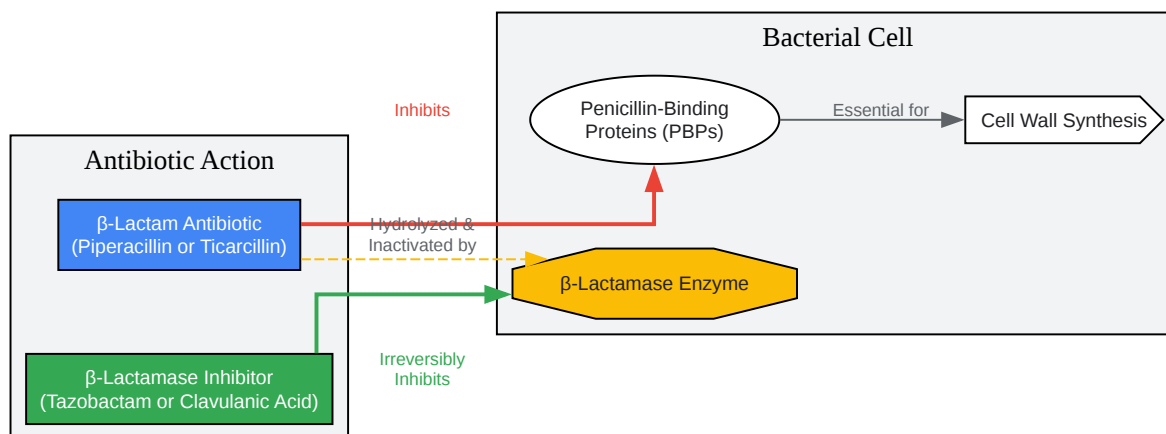 Bacterial Cell
Inhibits
Penicillin-Binding
Proteins (PBPs)
Essential for
Cell Wall Synthesis
Antibiotic Action
β-Lactam Antibiotic
(Piperacillin or Ticarcillin)
Hydrolyzed &
Inactivated by
β-Lactamase Enzyme
Irreversibly
Inhibits
β-Lactamase Inhibitor
(Tazobactam or Clavulanic Acid)